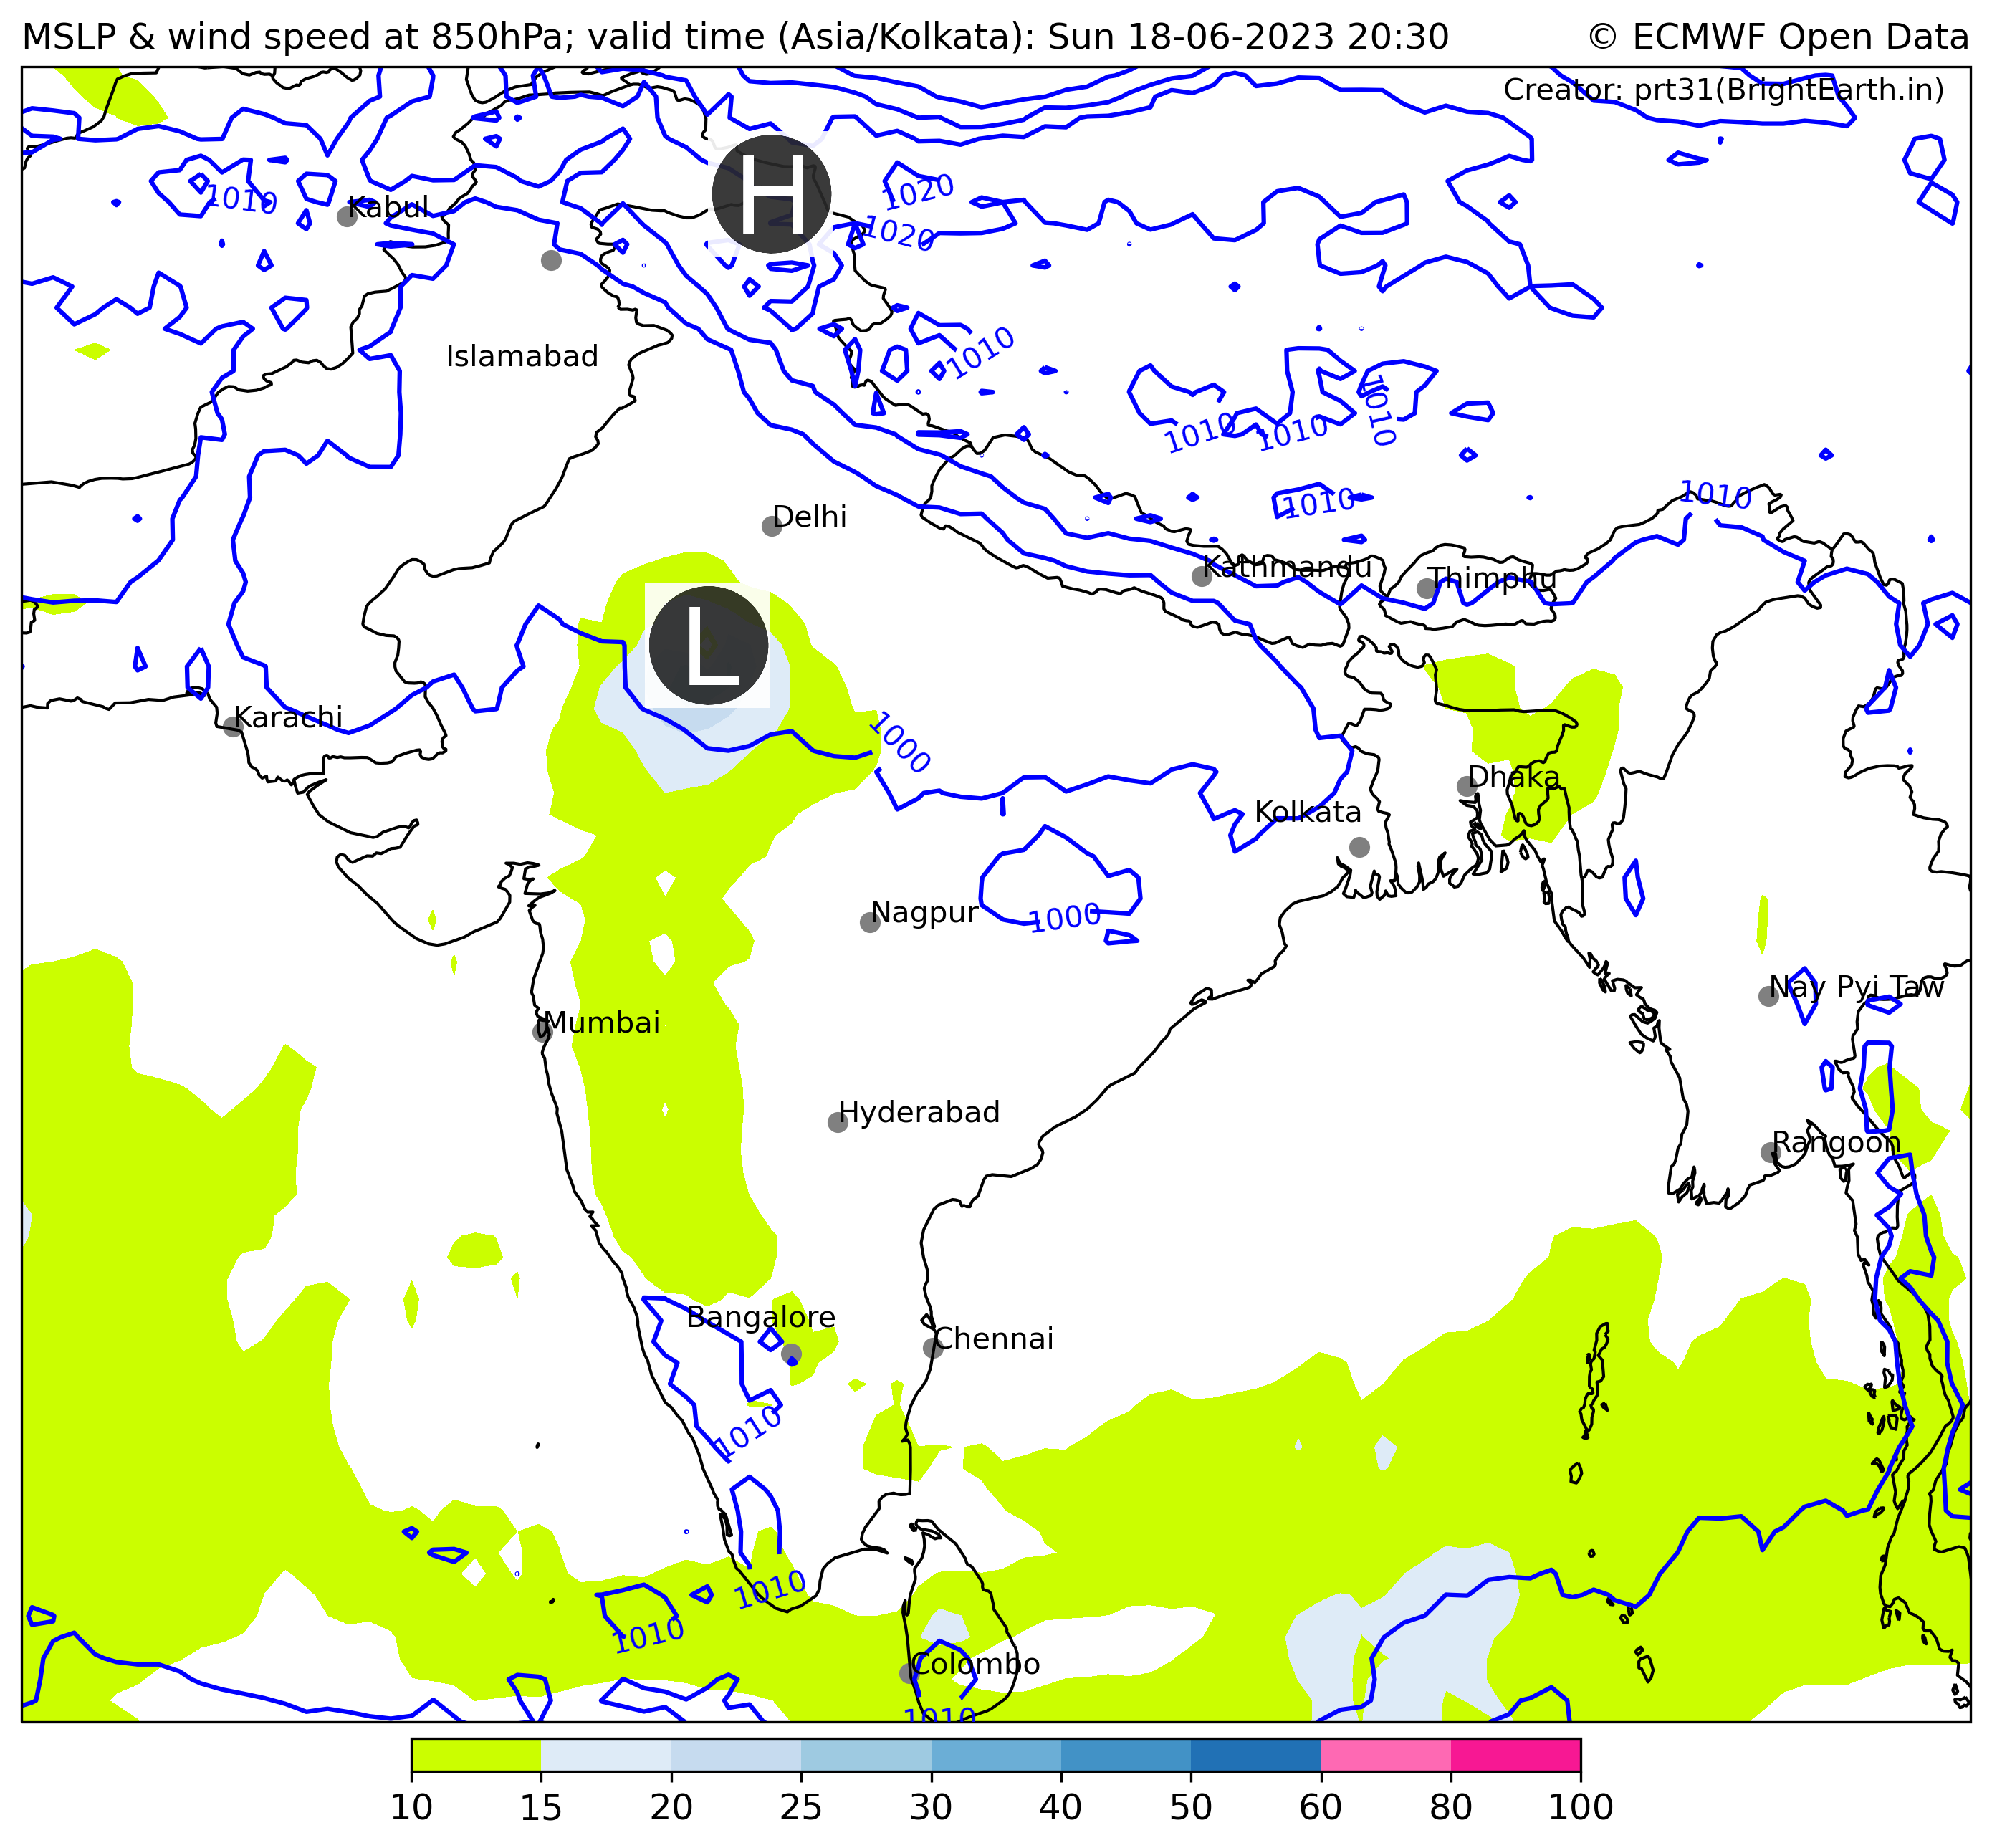 MSLP & wind speed at 850hPa; valid time (Asia/Kolkata): Sun 18-06-2023 20:30
© ECMWF Open Data
Creator: prt31(BrightEarth.in)
H
1020
1010
Kabul
1020
1010
Islamabad
1010
1010
1010
1010
1010
Delhi
Kathmandu
Thimphu
L
Karachi
1000
Dhaka
Kolkata
Nagpur
1000
Nay Pyi Taw
Mumbai
Hyderabad
Rangoon
Bangalore
Chennai
1010
1010
1010
Colombo
1010
10 15 20 25 30 40 50 60 80 100